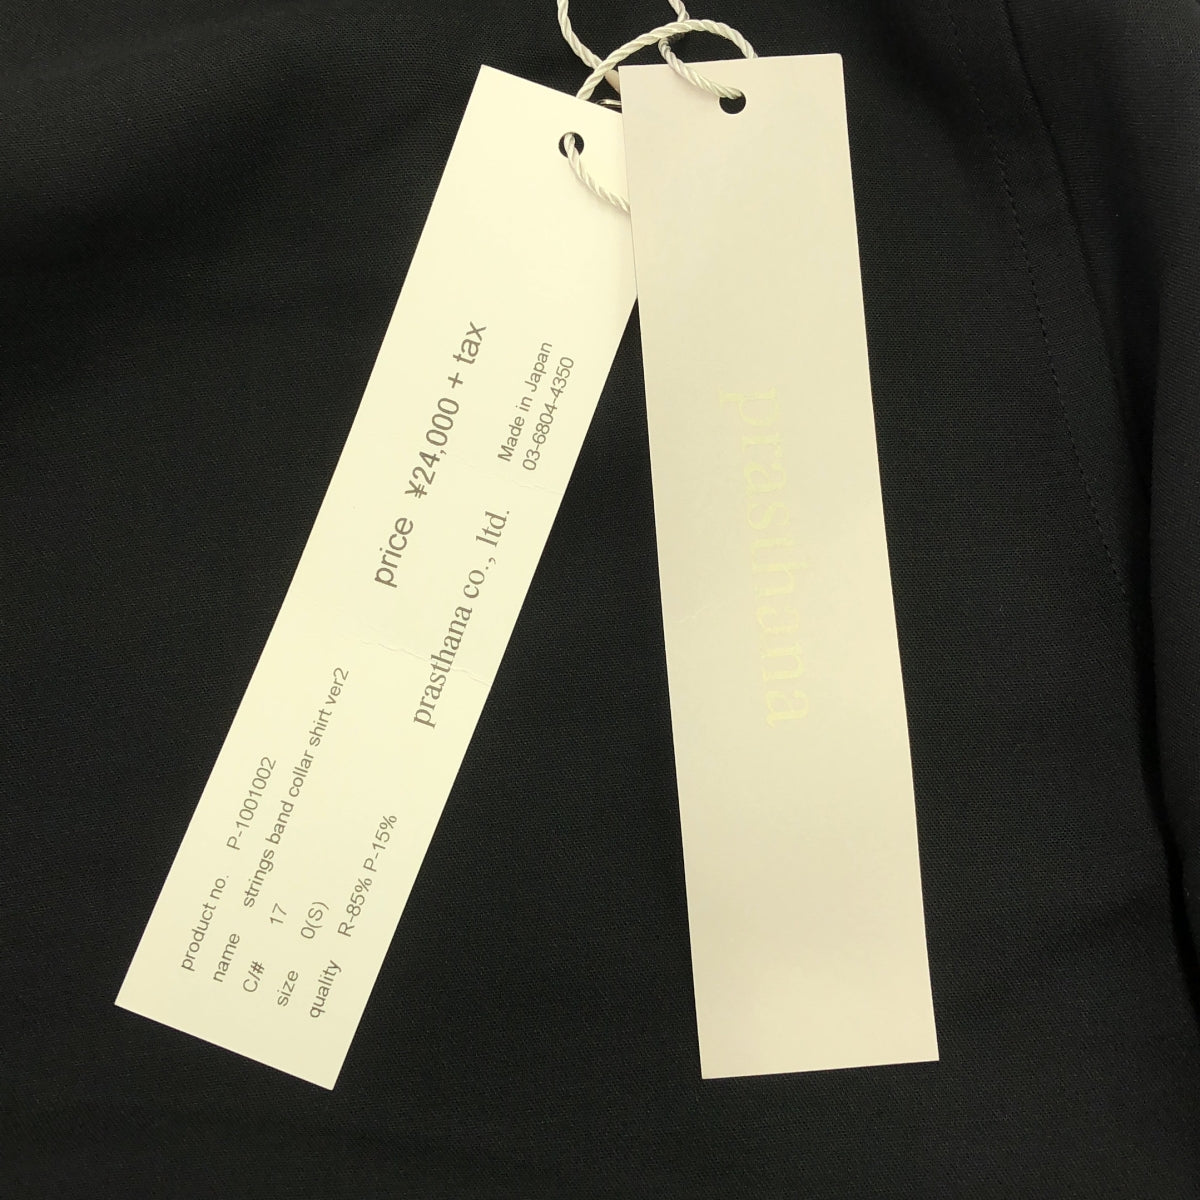 product no. P-1001002
name strings band collar shirt ver2
C/# 17
size 0(S)
quality R-85% P-15%
price ¥24,000 + tax
prasthana co., ltd.
Made in Japan
03-6804-4350
prasthana